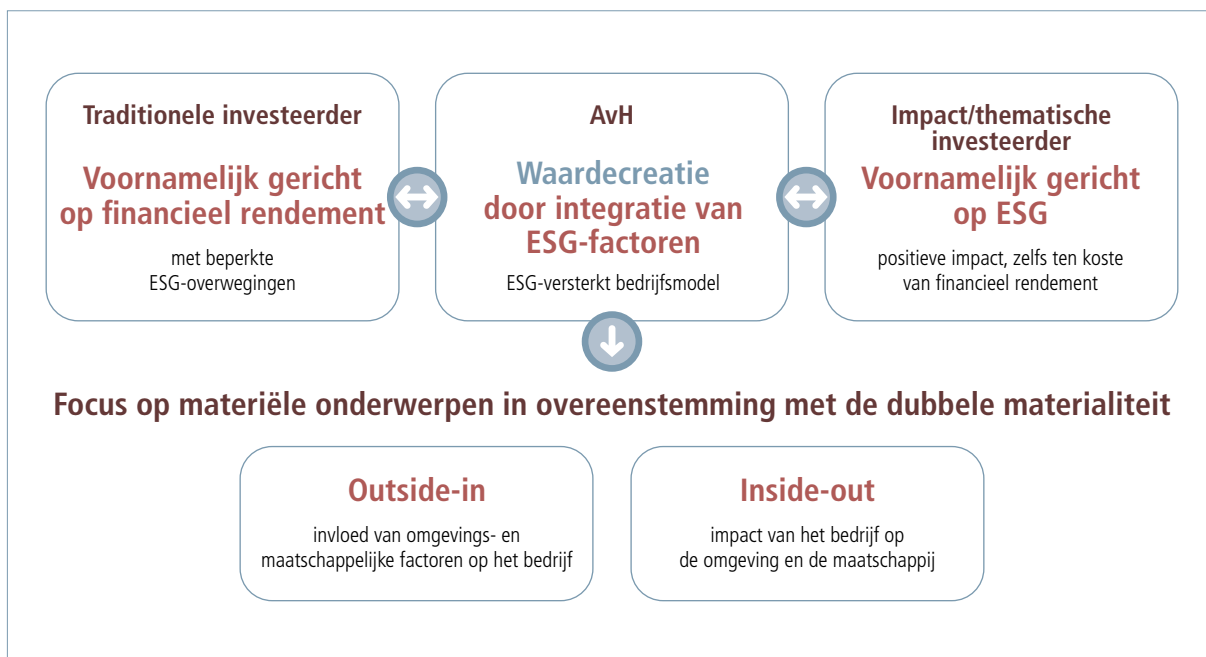 Traditionele investeerder
Voornamelijk gericht
op financieel rendement
met beperkte
ESG-overwegingen
AvH
Waardecreatie
door integratie van
ESG-factoren
ESG-versterkt bedrijfsmodel
Impact/thematische
investeerder
Voornamelijk gericht
op ESG
positieve impact, zelfs ten koste
van financieel rendement
Focus op materiële onderwerpen in overeenstemming met de dubbele materialiteit
Outside-in
invloed van omgevings- en
maatschappelijke factoren op het bedrijf
Inside-out
impact van het bedrijf op
de omgeving en de maatschappij